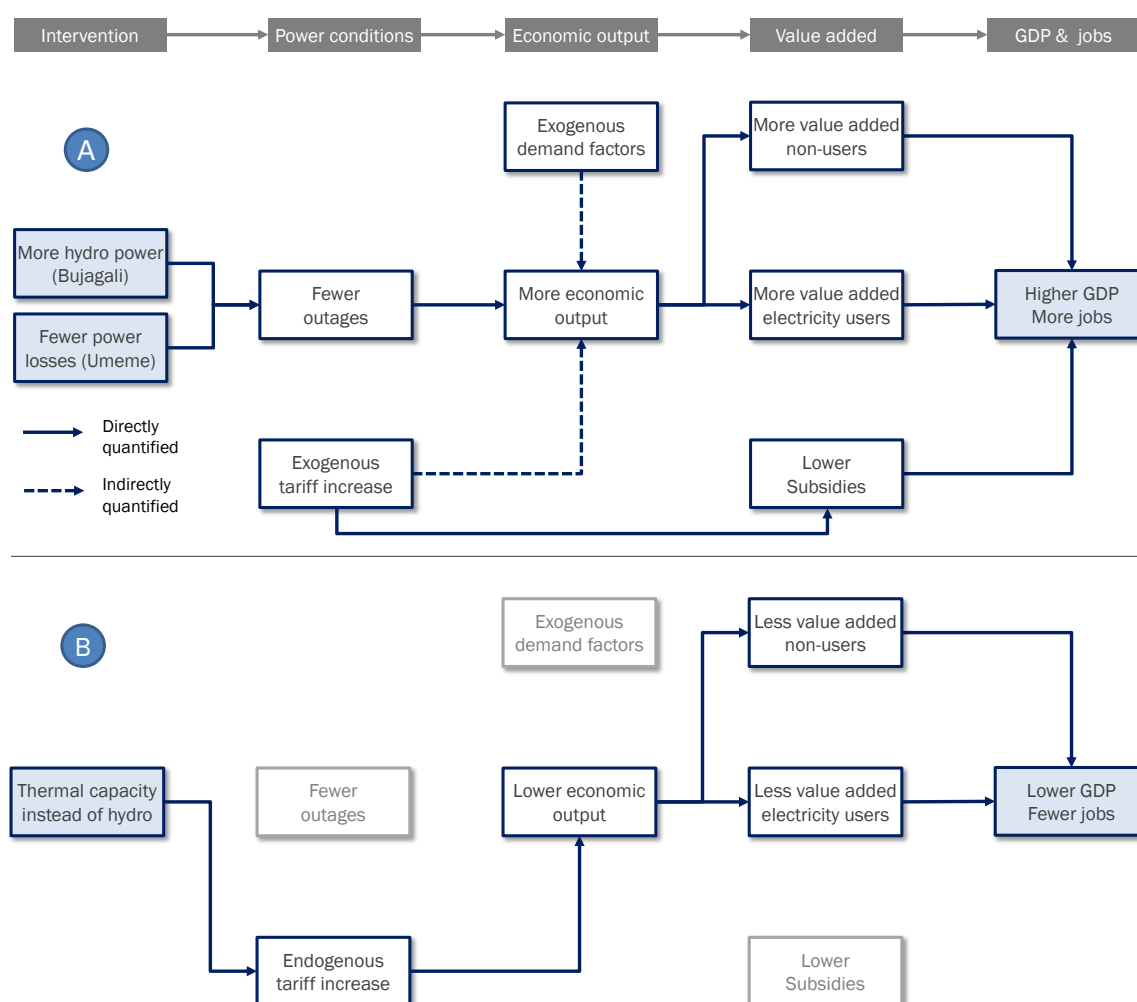 Intervention
Power conditions
Economic output
Value added
GDP & jobs
A
Exogenous
demand factors
More value added
non-users
More hydro power
(Bujagali)
Fewer power
losses (Umeme)
Fewer
outages
More economic
output
More value added
electricity users
Higher GDP
More jobs
Directly
quantified
Indirectly
quantified
Exogenous
tariff increase
Lower
Subsidies
B
Exogenous
demand factors
Less value added
non-users
Thermal capacity
instead of hydro
Fewer
outages
Lower economic
output
Less value added
electricity users
Lower GDP
Fewer jobs
Endogenous
tariff increase
Lower
Subsidies